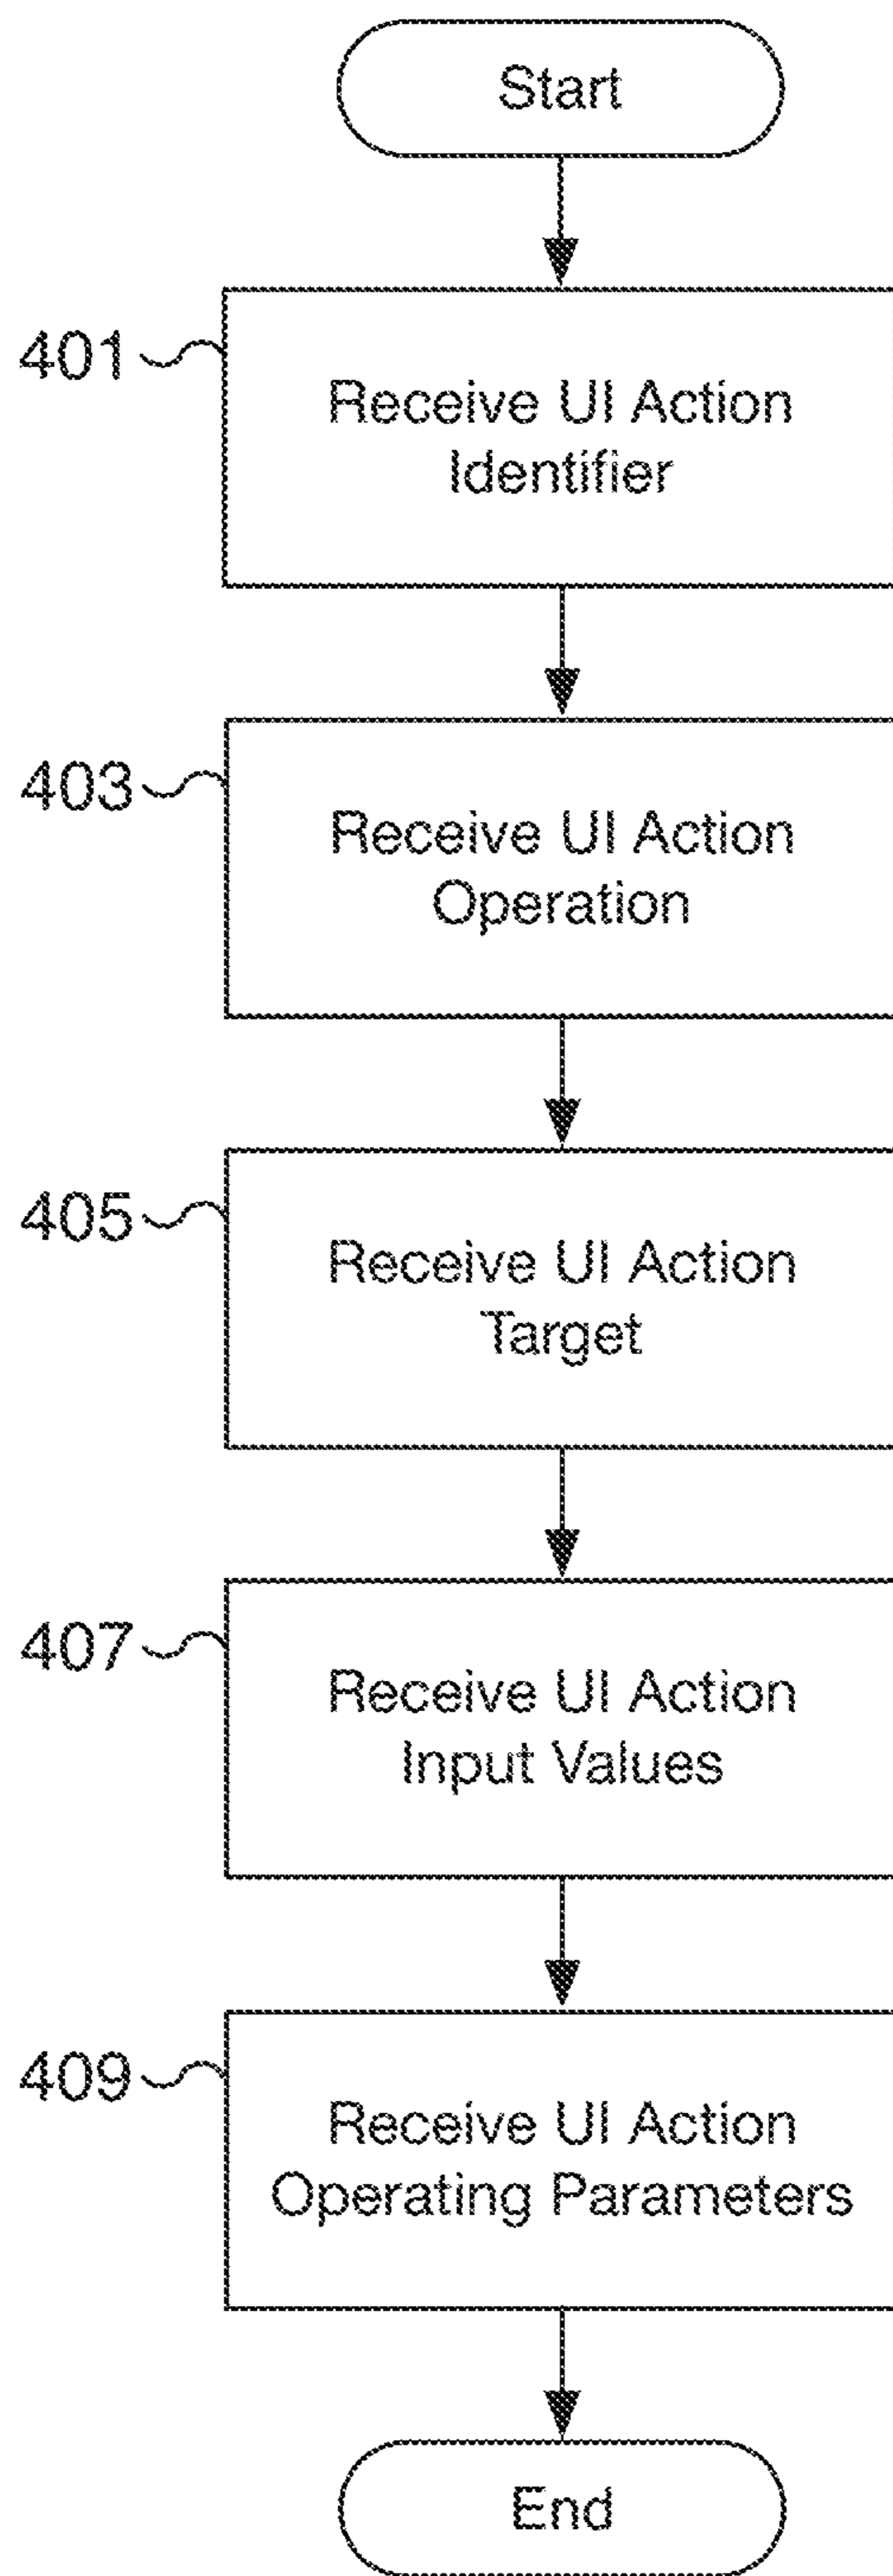 Start
401
Receive UI Action
Identifier
403
Receive UI Action
Operation
405
Receive UI Action
Target
407
Receive UI Action
Input Values
409
Receive UI Action
Operating Parameters
End